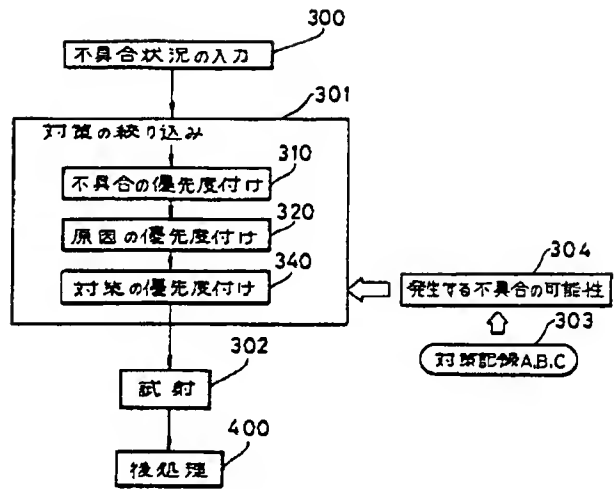 300
不具合状況の入力
301
対策の絞り込み
310
不具合の優先度付け
320
原因の優先度付け
340
対策の優先度付け
304
発生する不具合の可能性
303
対策記録A.B.C
302
試射
400
後処理